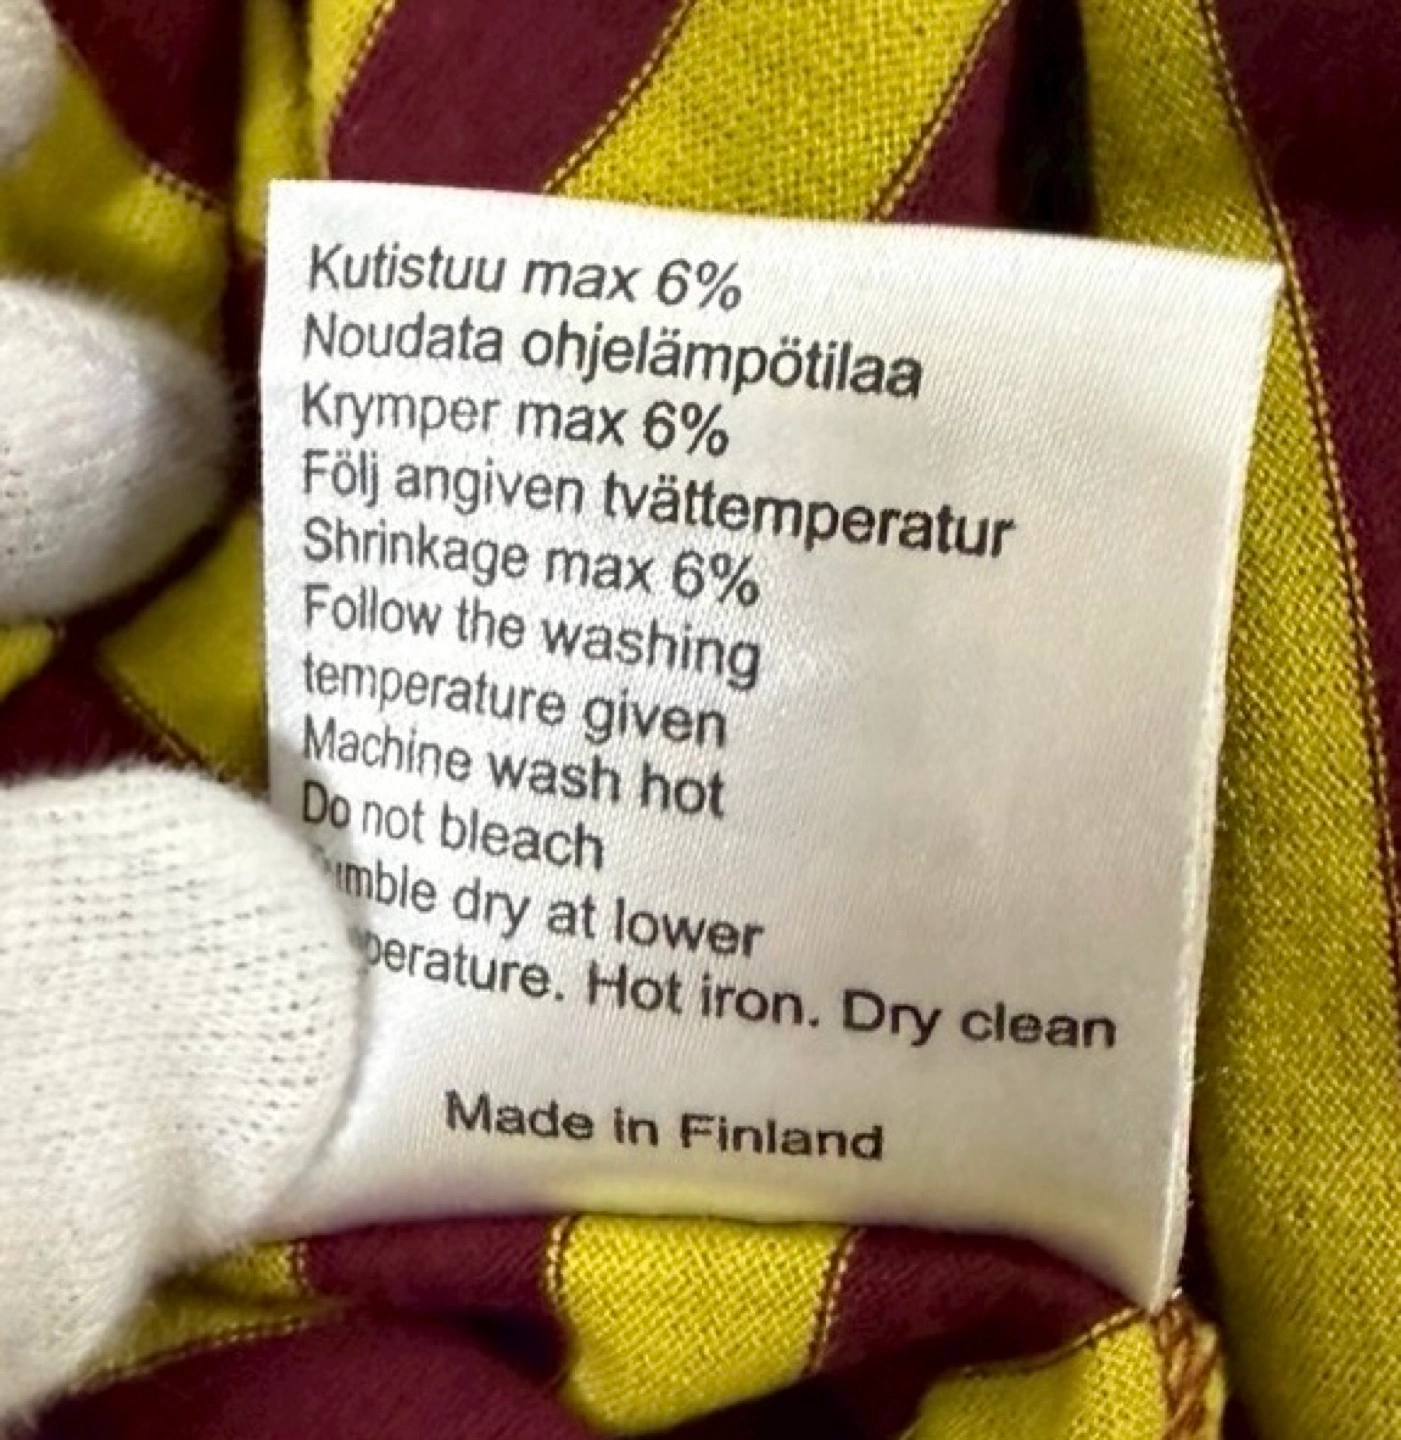 Kutistuu max 6%
Noudata ohjelämpötilaa
Krymper max 6%
Följ angiven tvättemperatur
Shrinkage max 6%
Follow the washing
temperature given
Machine wash hot
Do not bleach
dry at lower
Hot iron. Dry clean
Made in Finland